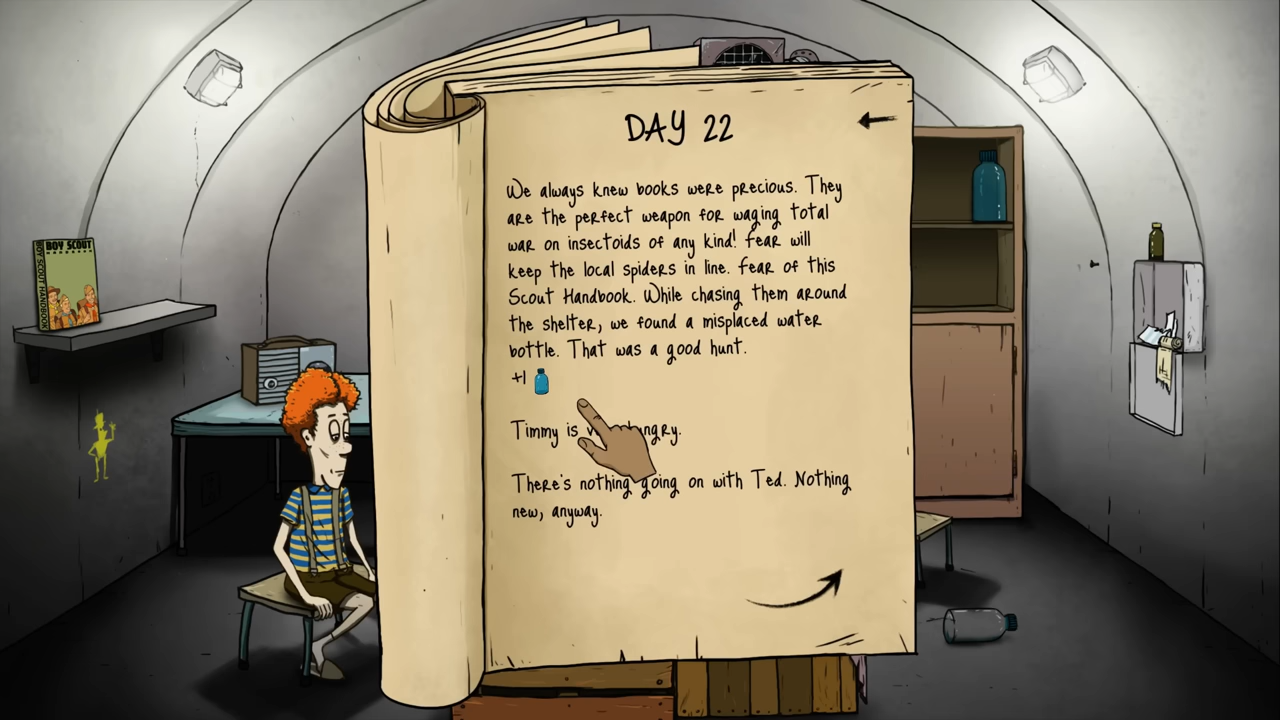 DAY 22
We always knew books were precious. They
are the perfect weapon for waging total
war on insectoids of any kind! Fear will
keep the local spiders in line. Fear of this
Scout Handbook. While chasing them around
the shelter, we found a misplaced water
bottle. That was a good hunt.
+1
Timmy is
There's nothing going on with Ted. Nothing
new, anyway.
BOY SCOUT
BOY SCOUT HANDBOOK